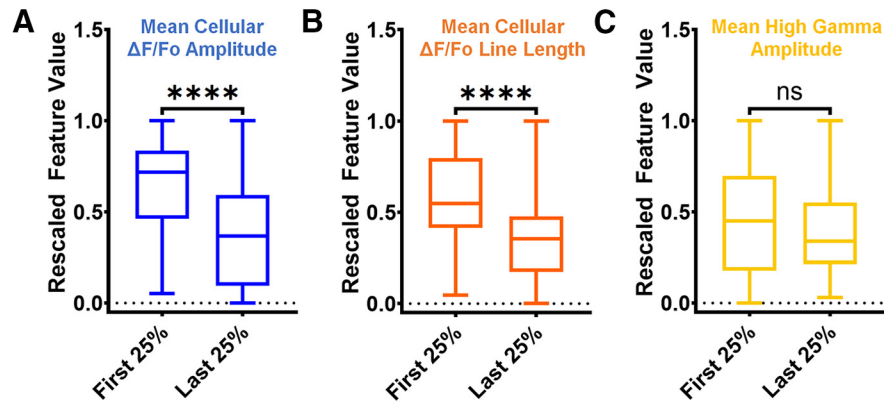 A
Mean Cellular
ΔF/Fo Amplitude
Rescaled Feature Value
1.5
1.0
0.5
0.0
****
First 25%
Last 25%
B
Mean Cellular
ΔF/Fo Line Length
Rescaled Feature Value
1.5
1.0
0.5
0.0
****
First 25%
Last 25%
C
Mean High Gamma
Amplitude
Rescaled Feature Value
1.5
1.0
0.5
0.0
ns
First 25%
Last 25%